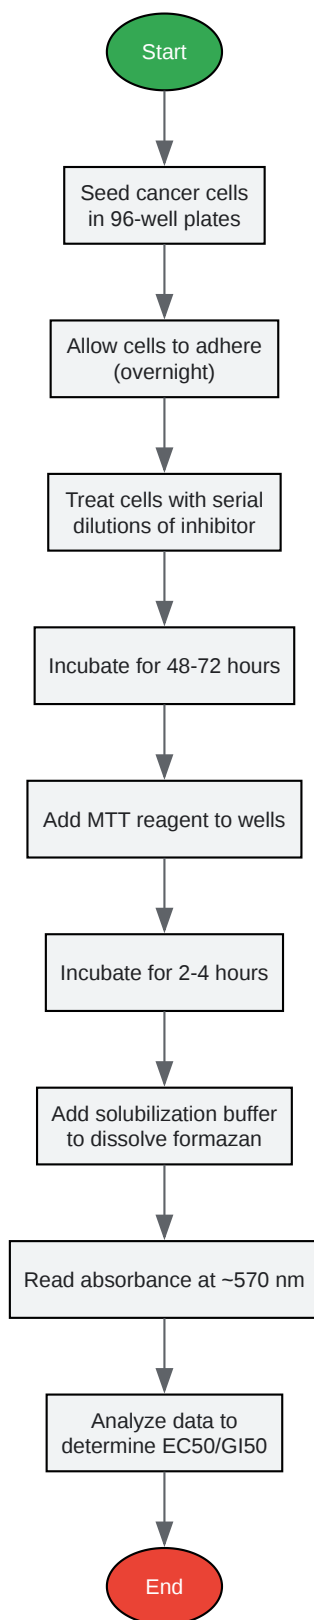 Start
Seed cancer cells
in 96-well plates
Allow cells to adhere
(overnight)
Treat cells with serial
dilutions of inhibitor
Incubate for 48-72 hours
Add MTT reagent to wells
Incubate for 2-4 hours
Add solubilization buffer
to dissolve formazan
Read absorbance at ~570 nm
Analyze data to
determine EC50/GI50
End